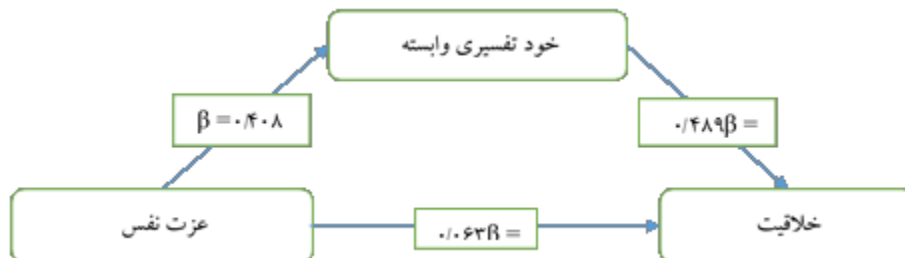 خود تفسیری وابسته
β =۰/۴۰۸
۰/۴۸۹β =
عزت نفس
۰/۰۶۳β =
خلاقیت